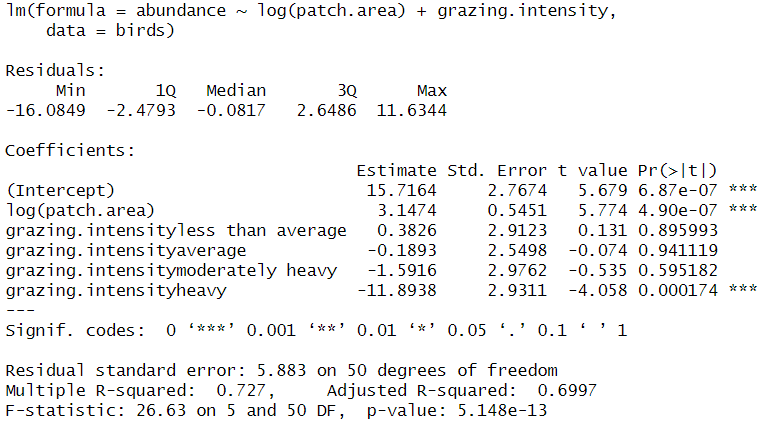 lm(formula = abundance ~ log(patch.area) + grazing.intensity,
    data = birds)
Residuals:
     Min       1Q   Median       3Q      Max
-16.0849  -2.4793  -0.0817   2.6486  11.6344
Coefficients:
                                   Estimate Std. Error t value Pr(>|t|)
(Intercept)                         15.7164     2.7674   5.679 6.87e-07 ***
log(patch.area)                      3.1474     0.5451   5.774 4.90e-07 ***
grazing.intensityless than average   0.3826     2.9123   0.131 0.895993
grazing.intensityaverage            -0.1893     2.5498  -0.074 0.941119
grazing.intensitymoderately heavy   -1.5916     2.9762  -0.535 0.595182
grazing.intensityheavy             -11.8938     2.9311  -4.058 0.000174 ***
---
Signif. codes:  0 ‘***’ 0.001 ‘**’ 0.01 ‘*’ 0.05 ‘.’ 0.1 ‘ ’ 1
Residual standard error: 5.883 on 50 degrees of freedom
Multiple R-squared:  0.727,     Adjusted R-squared:  0.6997
F-statistic: 26.63 on 5 and 50 DF,  p-value: 5.148e-13